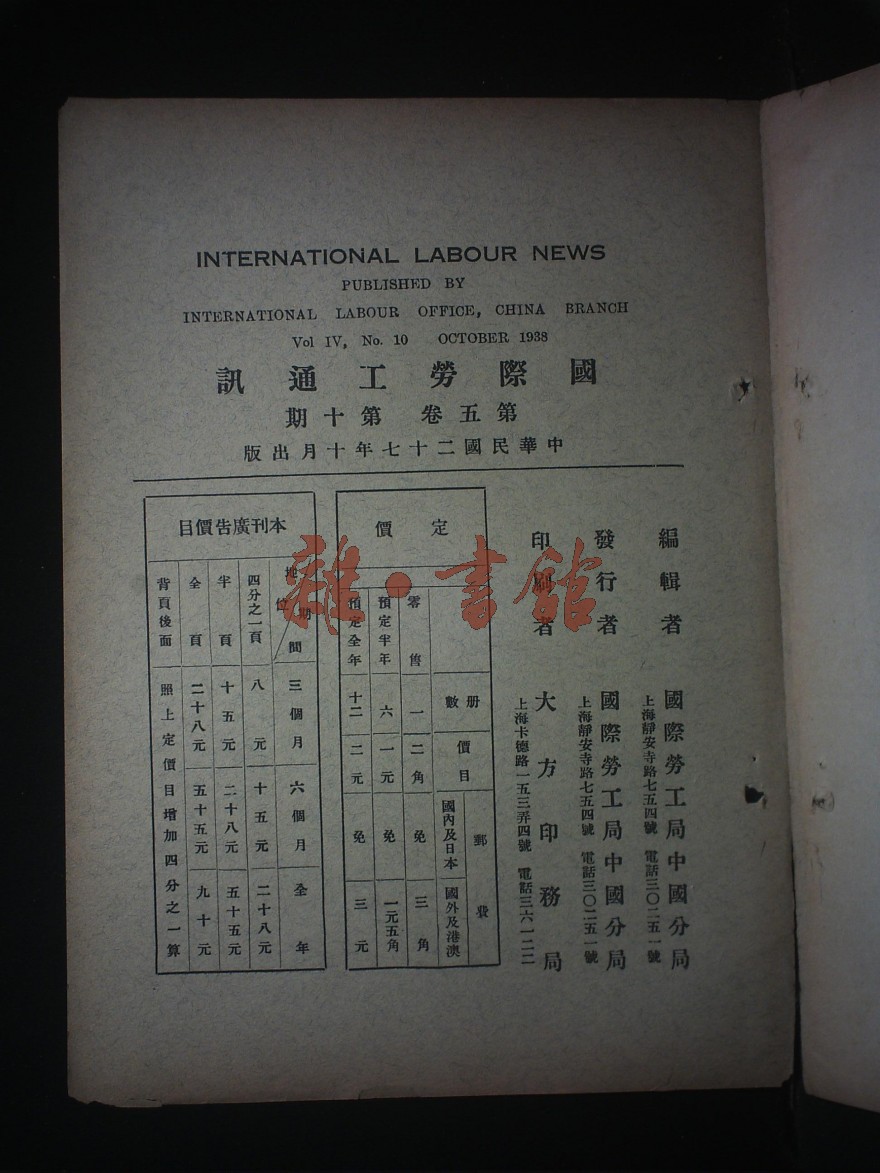 INTERNATIONAL LABOUR NEWS
PUBLISHED BY
INTERNATIONAL LABOUR OFFICE, CHINA BRANCH
Vol IV, No. 10 OCTOBER 1938
國際勞工通訊
第五卷 第十期
中華民國二十七年十月出版
編輯者 國際勞工局中國分局
上海靜安寺路七五四號 電話三〇二五一號
發行者 國際勞工局中國分局
上海靜安寺路七五四號 電話三〇二五一號
印刷者 大方印務局
上海卡德路一五三弄四號 電話三六一二二
定價
册數 價目 郵費
國內及日本 國外及港澳
零售 一 二角 免 三角
預定半年 六 一元 免 一元五角
預定全年 十二 二元 免 三元
本刊廣告價目
地位 期間 三個月 六個月 全年
四分之一頁 八元 十五元 二十八元
半頁 十五元 二十八元 五十五元
全頁 二十八元 五十五元 九十元
背頁後面 照上定價目增加四分之一算
雜·書館